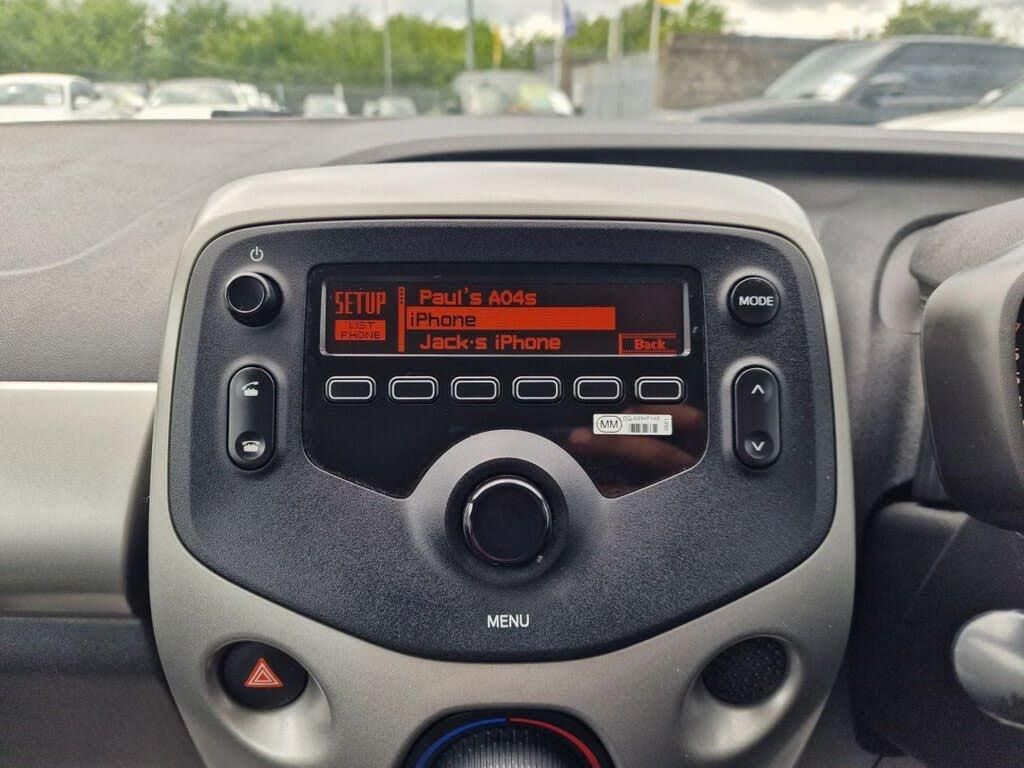 SETUP
LIST
PHONE
Paul's A04s
iPhone
Jack·s iPhone
Back
MODE
MM
MENU